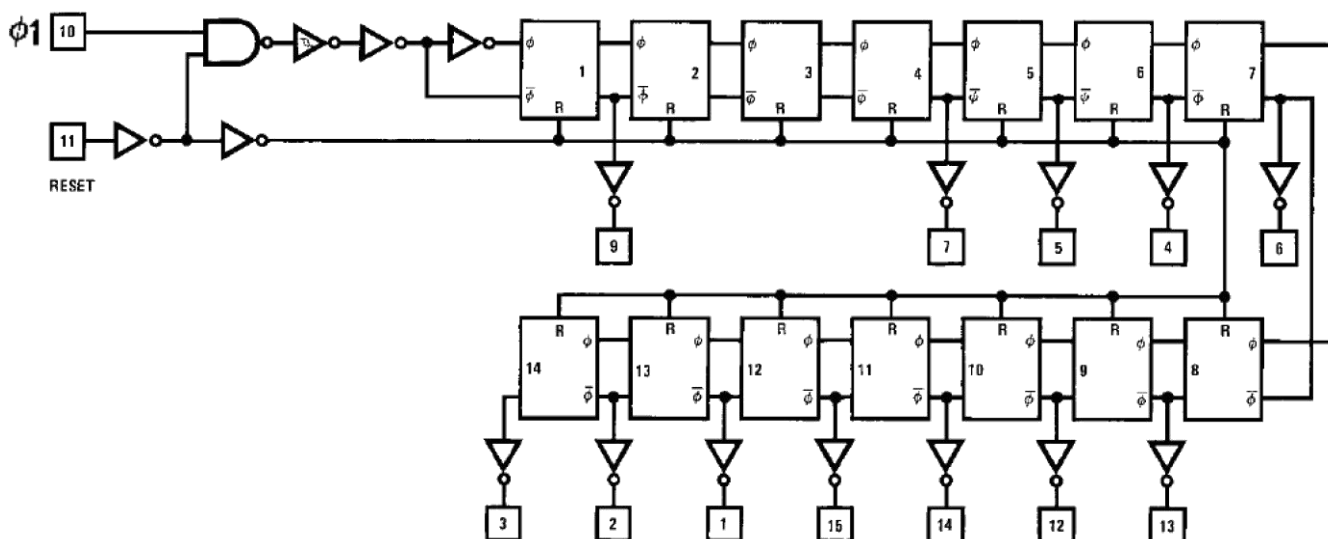 ϕ1 10
ϕ ϕ ϕ ϕ ϕ ϕ ϕ
1 2 3 4 5 6 7
ϕ̅ ϕ̅ ϕ̅ ϕ̅ ψ̅ ψ̅ ϕ̅
R R R R R R R
11
RESET
9 7 5 4 6
R R R R R R R
ϕ ϕ ϕ ϕ ϕ ϕ ϕ
14 13 12 11 10 9 8
ϕ̅ ϕ̅ ϕ̅ ϕ̅ ϕ̅ ϕ̅ ϕ̅
3 2 1 15 14 12 13